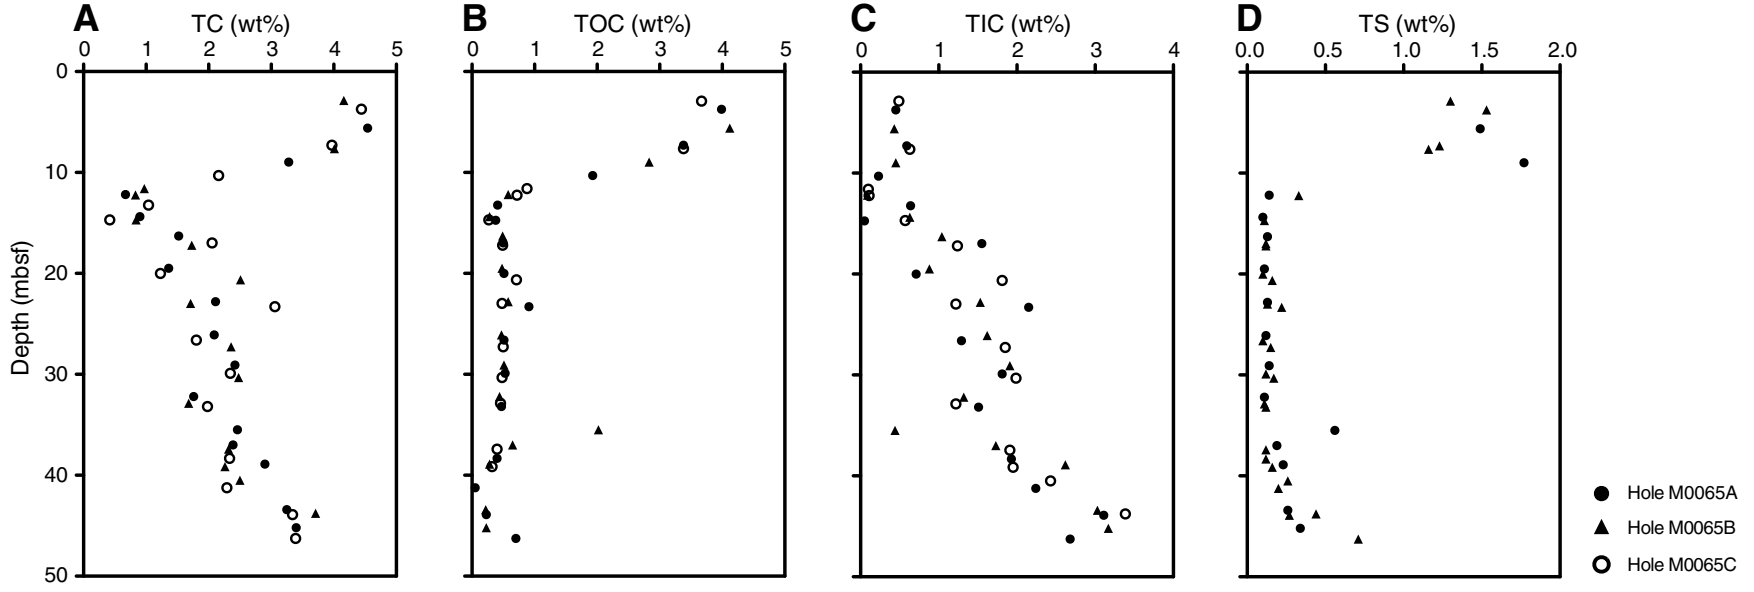 A TC (wt%) B TOC (wt%) C TIC (wt%) D TS (wt%)
0 1 2 3 4 5 0 1 2 3 4 5 0 1 2 3 4 0.0 0.5 1.0 1.5 2.0
0
10
20
30
40
50
Depth (mbsf)
Hole M0065A
Hole M0065B
Hole M0065C